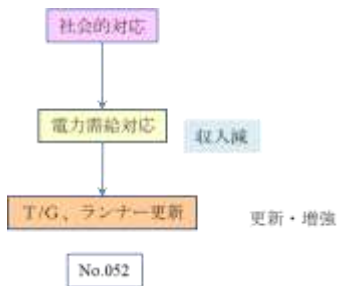 社会的対応
電力需給対応
収入減
T/G、ランナー更新
更新・増強
No.052